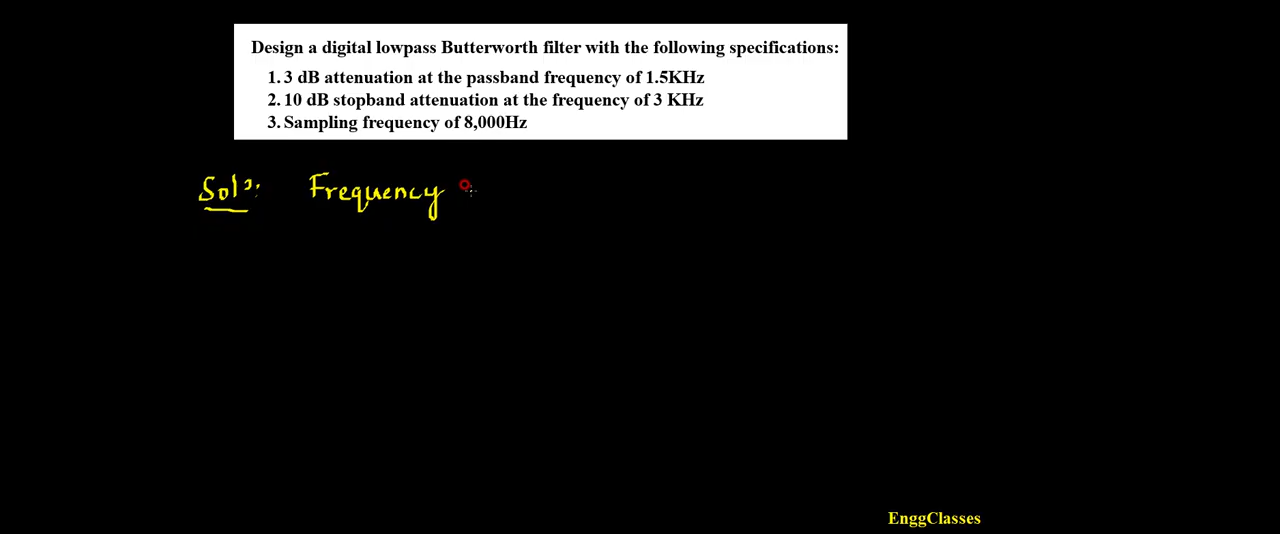 Design a digital lowpass Butterworth filter with the following specifications:
1. 3 dB attenuation at the passband frequency of 1.5KHz
2. 10 dB stopband attenuation at the frequency of 3 KHz
3. Sampling frequency of 8,000Hz
Soln: Frequency
EnggClasses